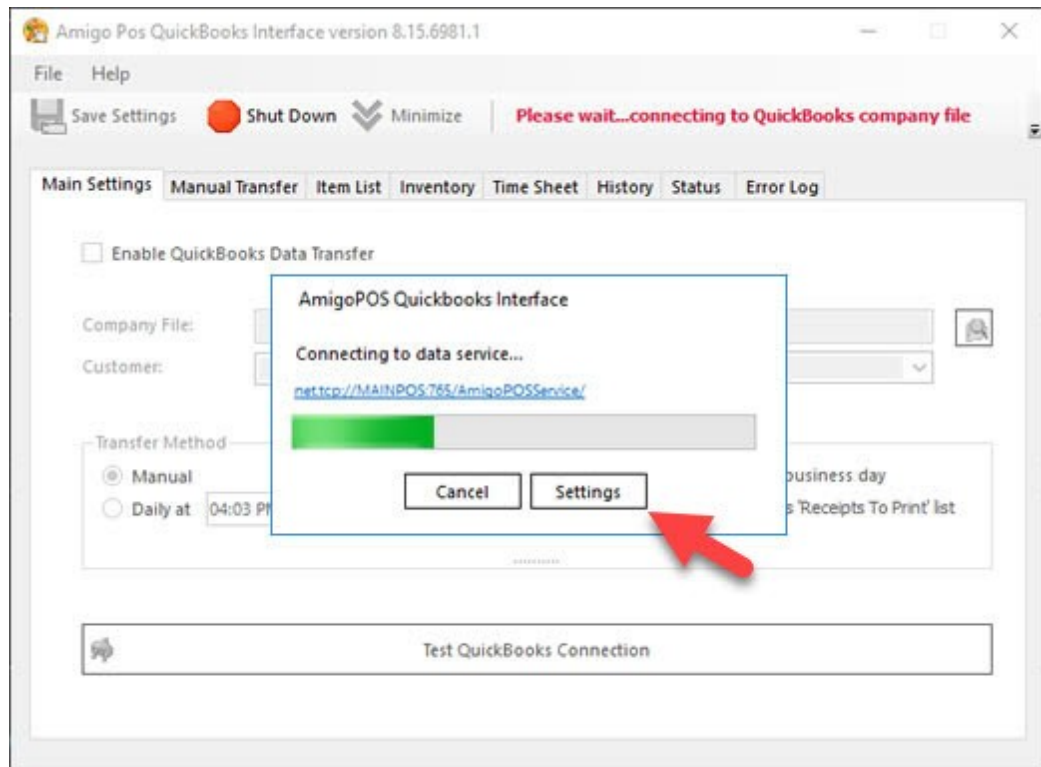 Amigo Pos QuickBooks Interface version 8.15.6981.1
File Help
Save Settings Shut Down Minimize Please wait...connecting to QuickBooks company file
Main Settings Manual Transfer Item List Inventory Time Sheet History Status Error Log
Enable QuickBooks Data Transfer
AmigoPOS Quickbooks Interface
Company File:
Connecting to data service...
Customer:
net.tcp://MAINPOS:765/AmigoPOSService/
Transfer Method
Manual
business day
Cancel Settings
Daily at 04:03 PM
s 'Receipts To Print' list
Test QuickBooks Connection